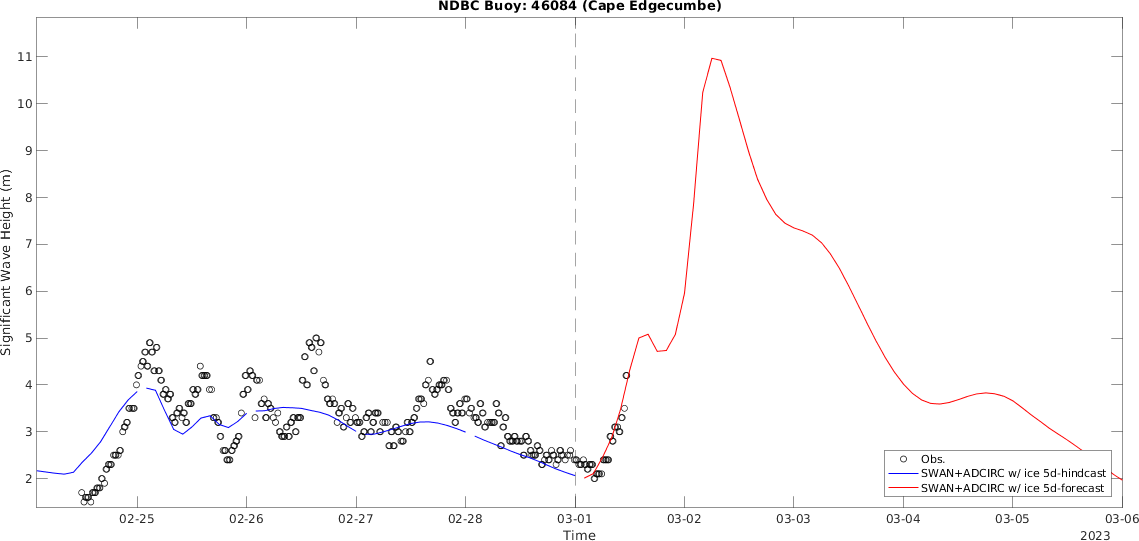 NDBC Buoy: 46084 (Cape Edgecumbe)
11
10
9
8
7
6
5
4
3
2
Significant Wave Height (m)
Obs.
SWAN+ADCIRC w/ ice 5d-hindcast
SWAN+ADCIRC w/ ice 5d-forecast
02-25 02-26 02-27 02-28 03-01 03-02 03-03 03-04 03-05 03-06
Time
2023